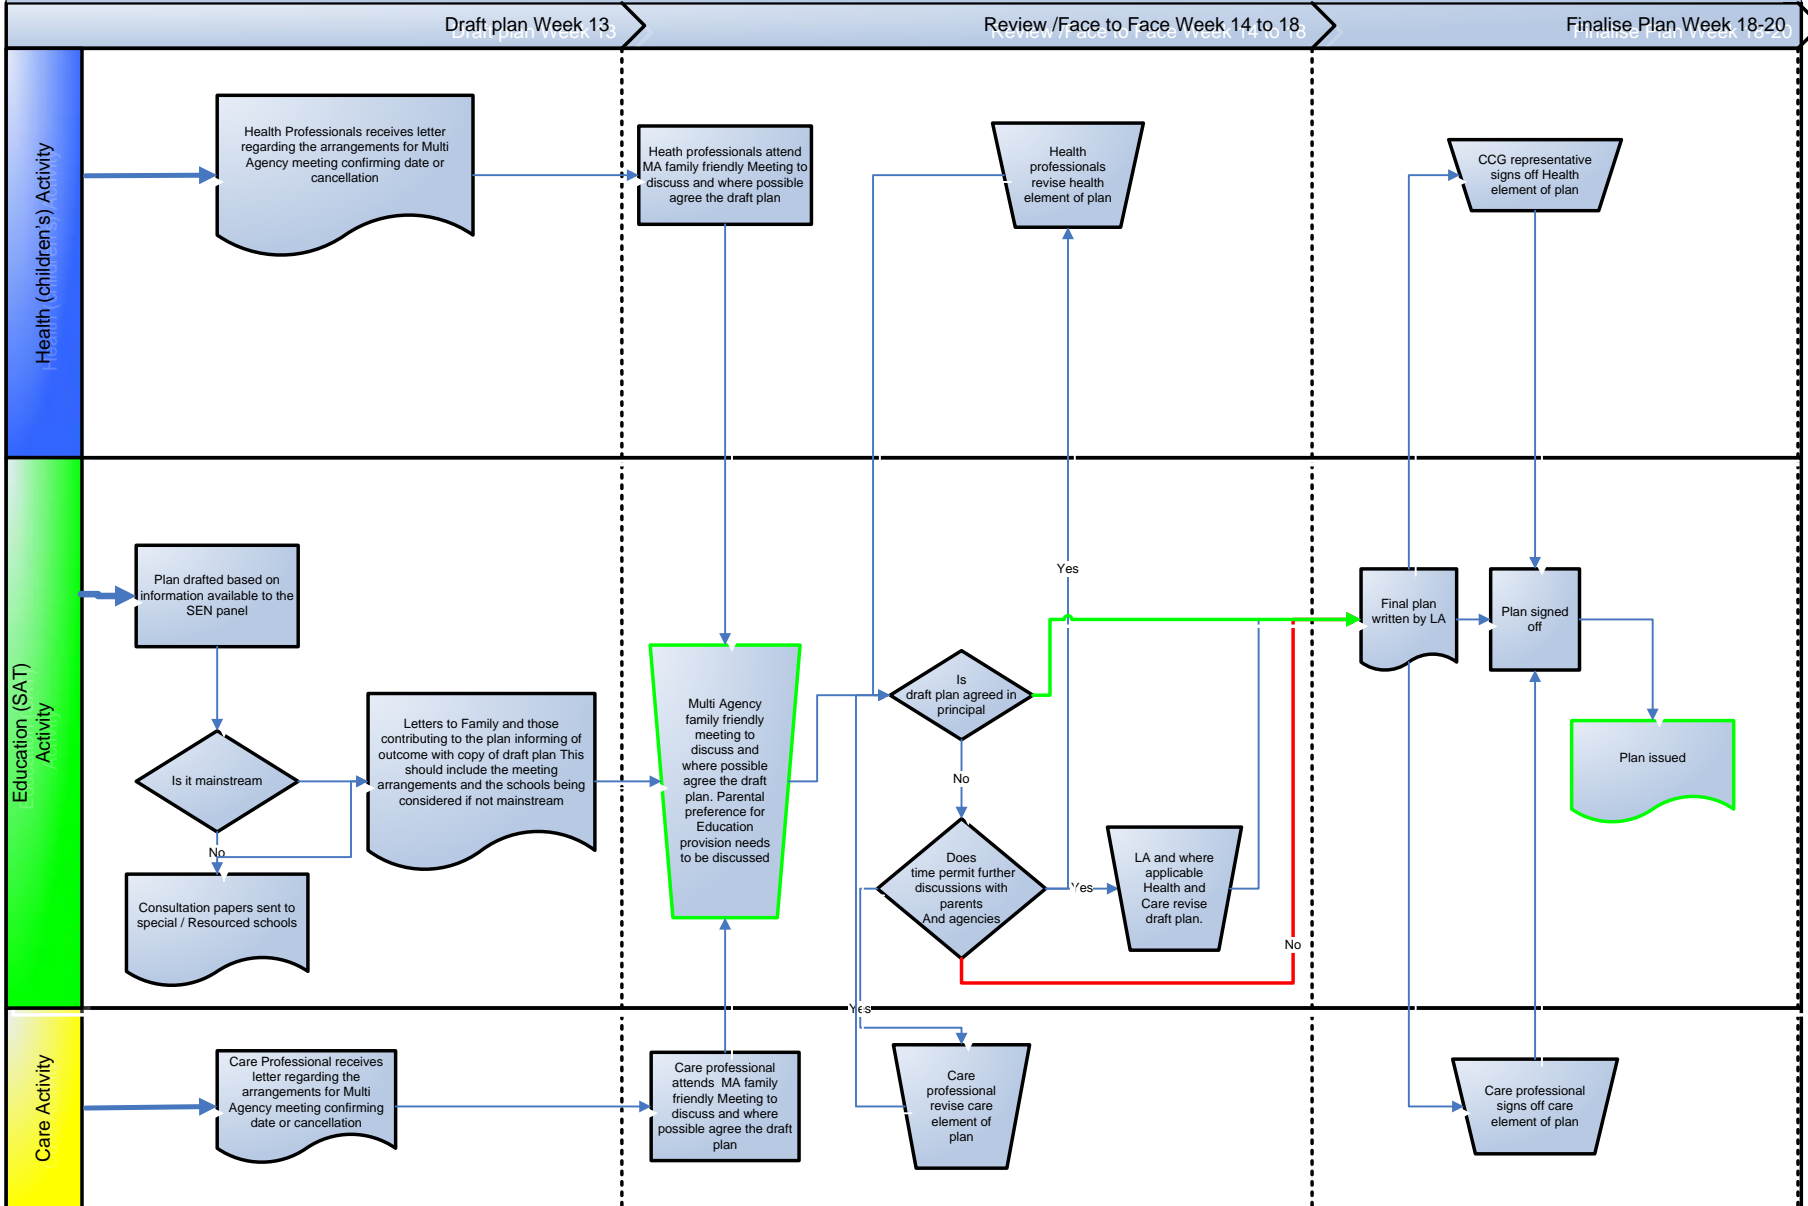 Draft plan Week 13
Review /Face to Face Week 14 to 18
Finalise Plan Week 18-20
Health (children's) Activity
Health Professionals receives letter
regarding the arrangements for Multi
Agency meeting confirming date or
cancellation
Heath professionals attend
MA family friendly Meeting to
discuss and where possible
agree the draft plan
Health
professionals
revise health
element of plan
CCG representative
signs off Health
element of plan
Education (SAT)
Activity
Plan drafted based on
information available to the
SEN panel
Is it mainstream
No
Consultation papers sent to
special / Resourced schools
Letters to Family and those
contributing to the plan informing of
outcome with copy of draft plan This
should include the meeting
arrangements and the schools being
considered if not mainstream
Multi Agency
family friendly
meeting to
discuss and
where possible
agree the draft
plan. Parental
preference for
Education
provision needs
to be discussed
Is
draft plan agreed in
principal
No
Does
time permit further
discussions with
parents
And agencies
Yes
Yes
LA and where
applicable
Health and
Care revise
draft plan.
No
Yes
Final plan
written by LA
Plan signed
off
Plan issued
Care Activity
Care Professional receives
letter regarding the
arrangements for Multi
Agency meeting confirming
date or cancellation
Care professional
attends MA family
friendly Meeting to
discuss and where
possible agree the draft
plan
Care
professional
revise care
element of
plan
Care professional
signs off care
element of plan